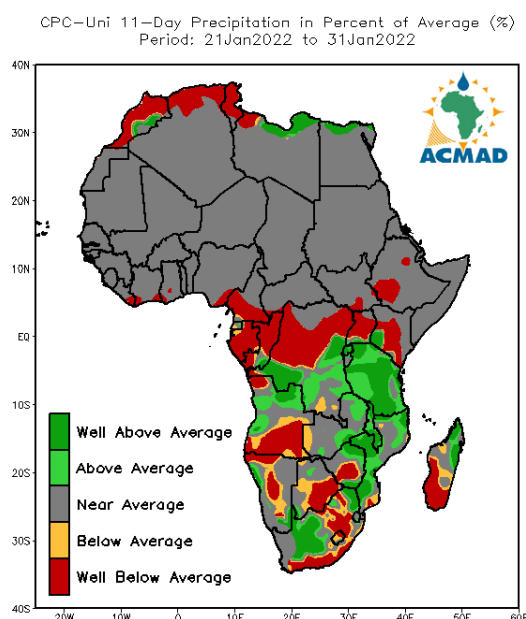 CPC-Uni 11-Day Precipitation in Percent of Average (%)
Period: 21Jan2022 to 31Jan2022
40N
30N
20N
10N
EQ
10S
20S
30S
40S
ACMAD
Well Above Average
Above Average
Near Average
Below Average
Well Below Average
20W 10W 0 10E 20E 30E 40E 50E 60E